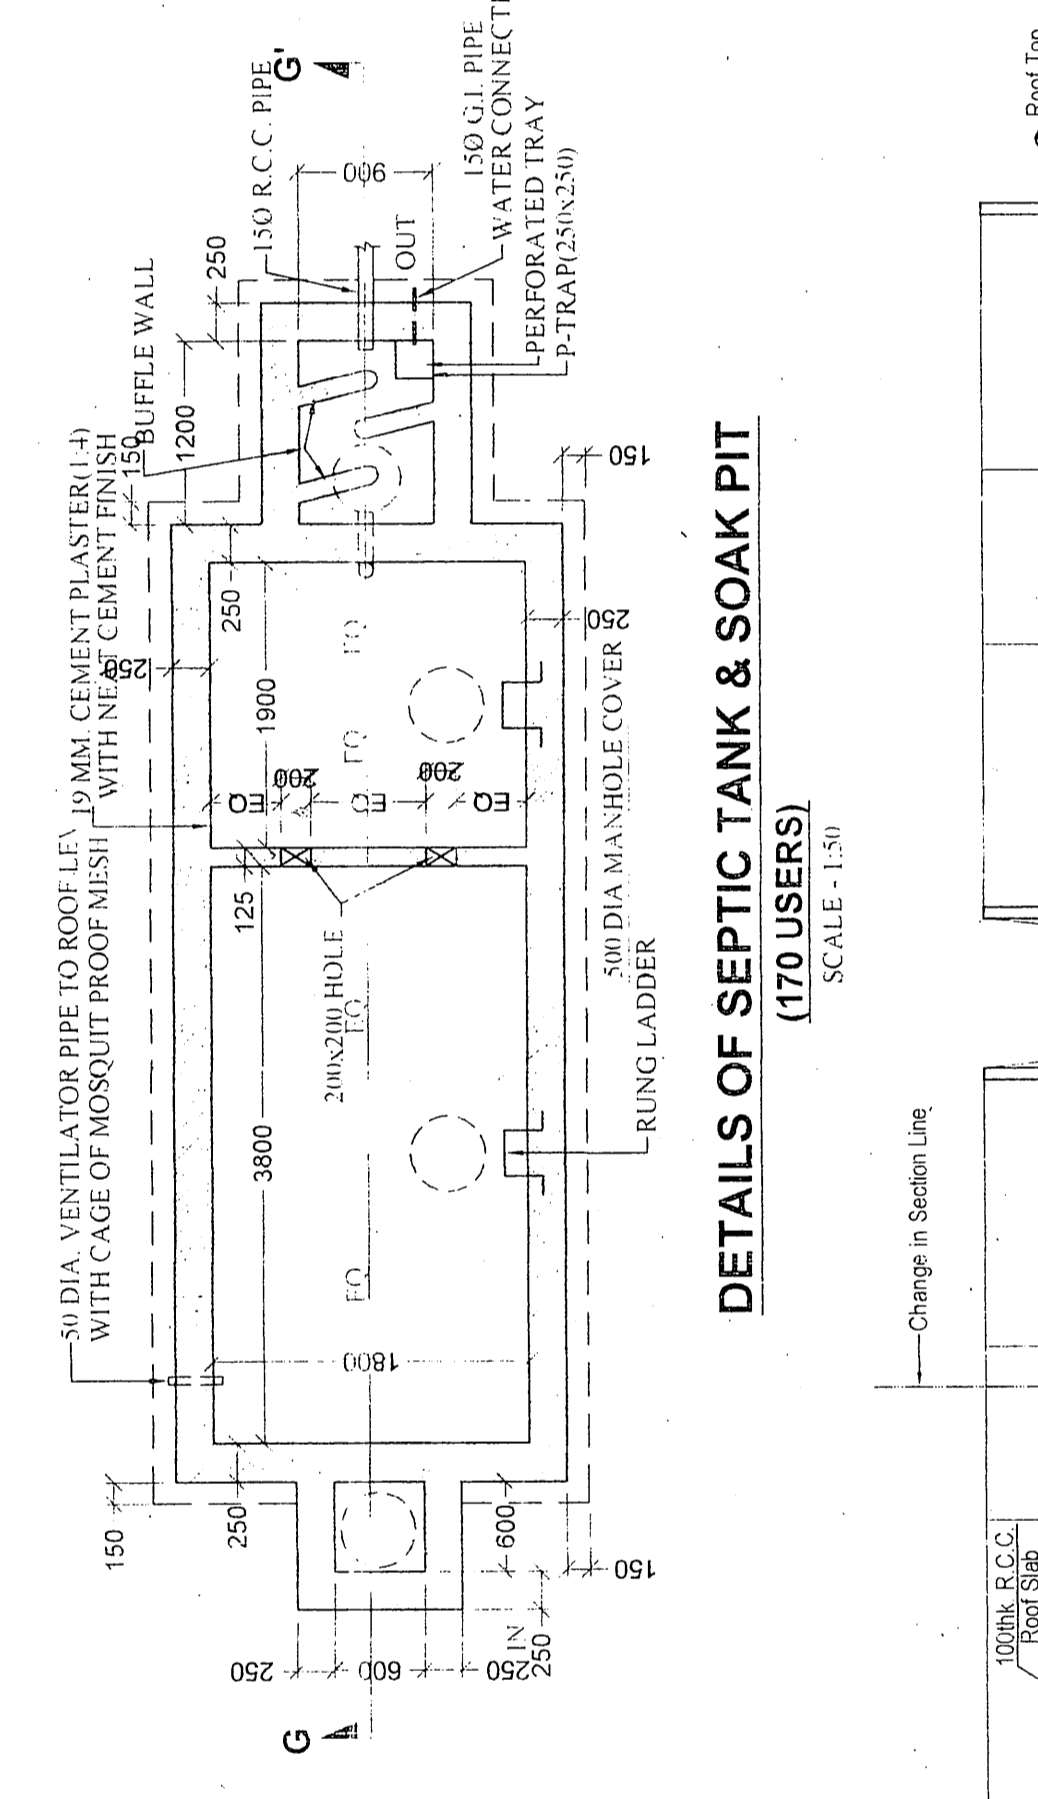 G'
150 R.C.C. PIPE
150 G.I. PIPE
PERFORATED TRAY
P-TRAP(250x250)
OUT
900
250
BUFFLE WALL
1200
150
19 MM. CEMENT PLASTER(1:4)
WITH NEAT CEMENT FINISH
50 DIA. VENTILATOR PIPE TO ROOF
WITH CAGE OF MOSQUIT PROOF MESH
250
250
1900
EQ
EQ
EQ
200
EQ
200
EQ
125
200x200 HOLE
EQ
3800
EQ
1800
150
250
500 DIA MANHOLE COVER
RUNG LADDER
150
250
600
150
250
600
250
IN
250
G
DETAILS OF SEPTIC TANK & SOAK PIT
(170 USERS)
SCALE - 1:50
Change in Section Line
100thk. R.C.C.
Roof Slab
Roof Top